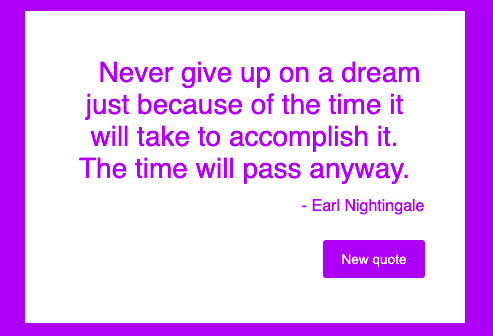 Never give up on a dream
just because of the time it
will take to accomplish it.
The time will pass anyway.
- Earl Nightingale
New quote